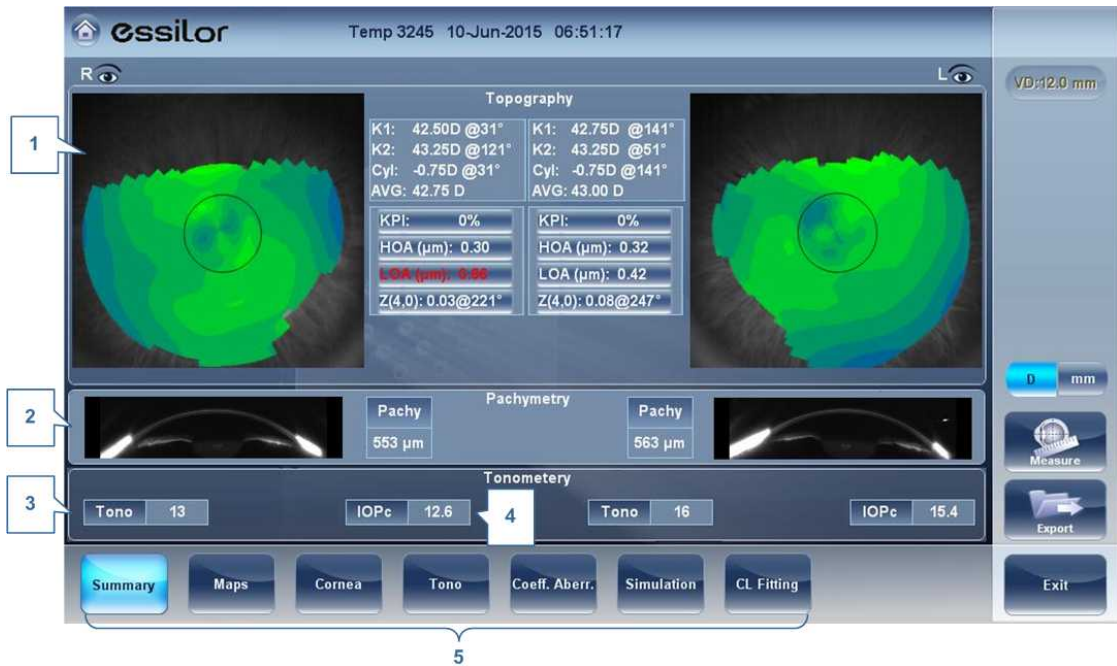 essilor
Temp 3245 10-Jun-2015 06:51:17
R
L
VD:12.0 mm
1
Topography
K1: 42.50D @31°
K2: 43.25D @121°
Cyl: -0.75D @31°
AVG: 42.75 D
K1: 42.75D @141°
K2: 43.25D @51°
Cyl: -0.75D @141°
AVG: 43.00 D
KPI: 0%
HOA (µm): 0.30
LOA (µm): 0.66
Z(4,0): 0.03@221°
KPI: 0%
HOA (µm): 0.32
LOA (µm): 0.42
Z(4,0): 0.08@247°
D mm
2
Pachymetry
Pachy
553 µm
Pachy
563 µm
Measure
3
Tonometery
Tono 13
IOPc 12.6
4
Tono 16
IOPc 15.4
Export
Summary
Maps
Cornea
Tono
Coeff. Aberr.
Simulation
CL Fitting
Exit
5